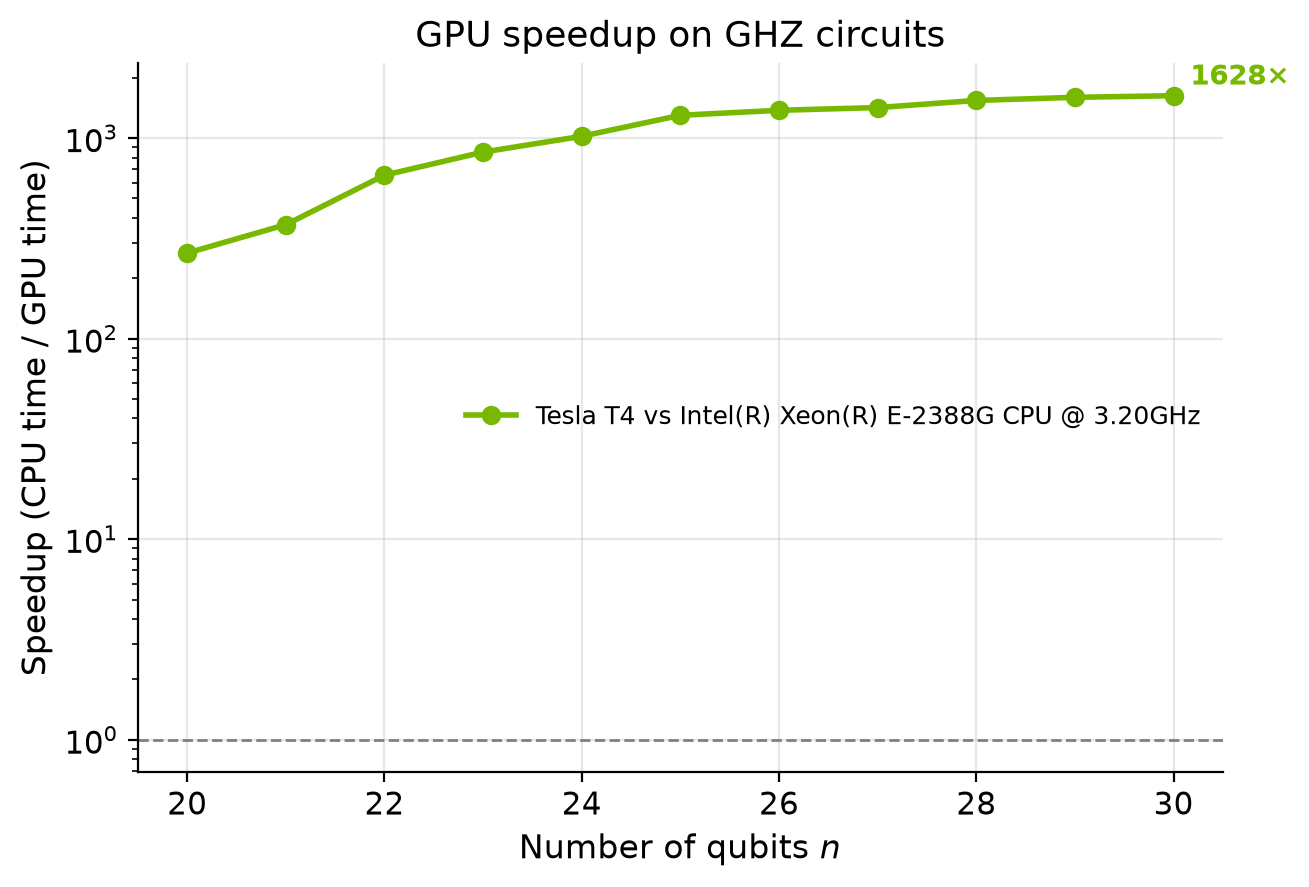 GPU speedup on GHZ circuits
1628×
10³
10²
10¹
10⁰
Speedup (CPU time / GPU time)
Tesla T4 vs Intel(R) Xeon(R) E-2388G CPU @ 3.20GHz
20 22 24 26 28 30
Number of qubits n